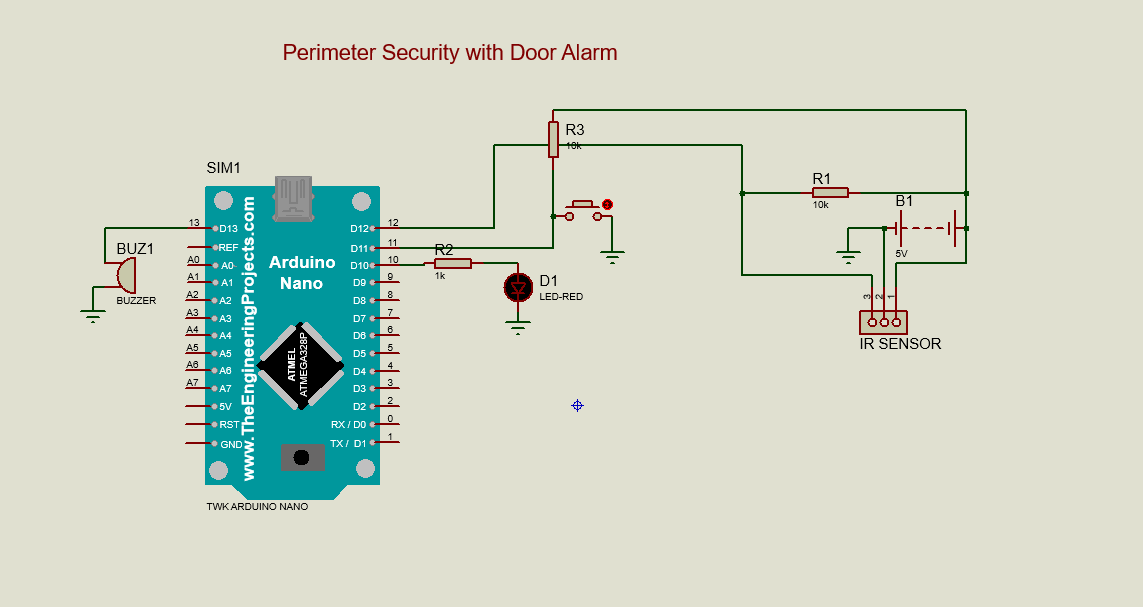 Perimeter Security with Door Alarm
R3
10k
SIM1
R1
10k
B1
5V
BUZ1
BUZZER
13
D13
REF
A0
A0
A1
A1
A2
A2
A3
A3
A4
A4
A5
A5
A6
A6
A7
A7
5V
RST
GND
www.TheEngineeringProjects.com
Arduino
Nano
ATMEL
ATMEGA328P
D12
12
D11
11
D10
10
D9
9
D8
8
D7
7
D6
6
D5
5
D4
4
D3
3
D2
2
RX / D0
0
TX / D1
1
R2
1k
D1
LED-RED
3
2
1
IR SENSOR
TWK ARDUINO NANO